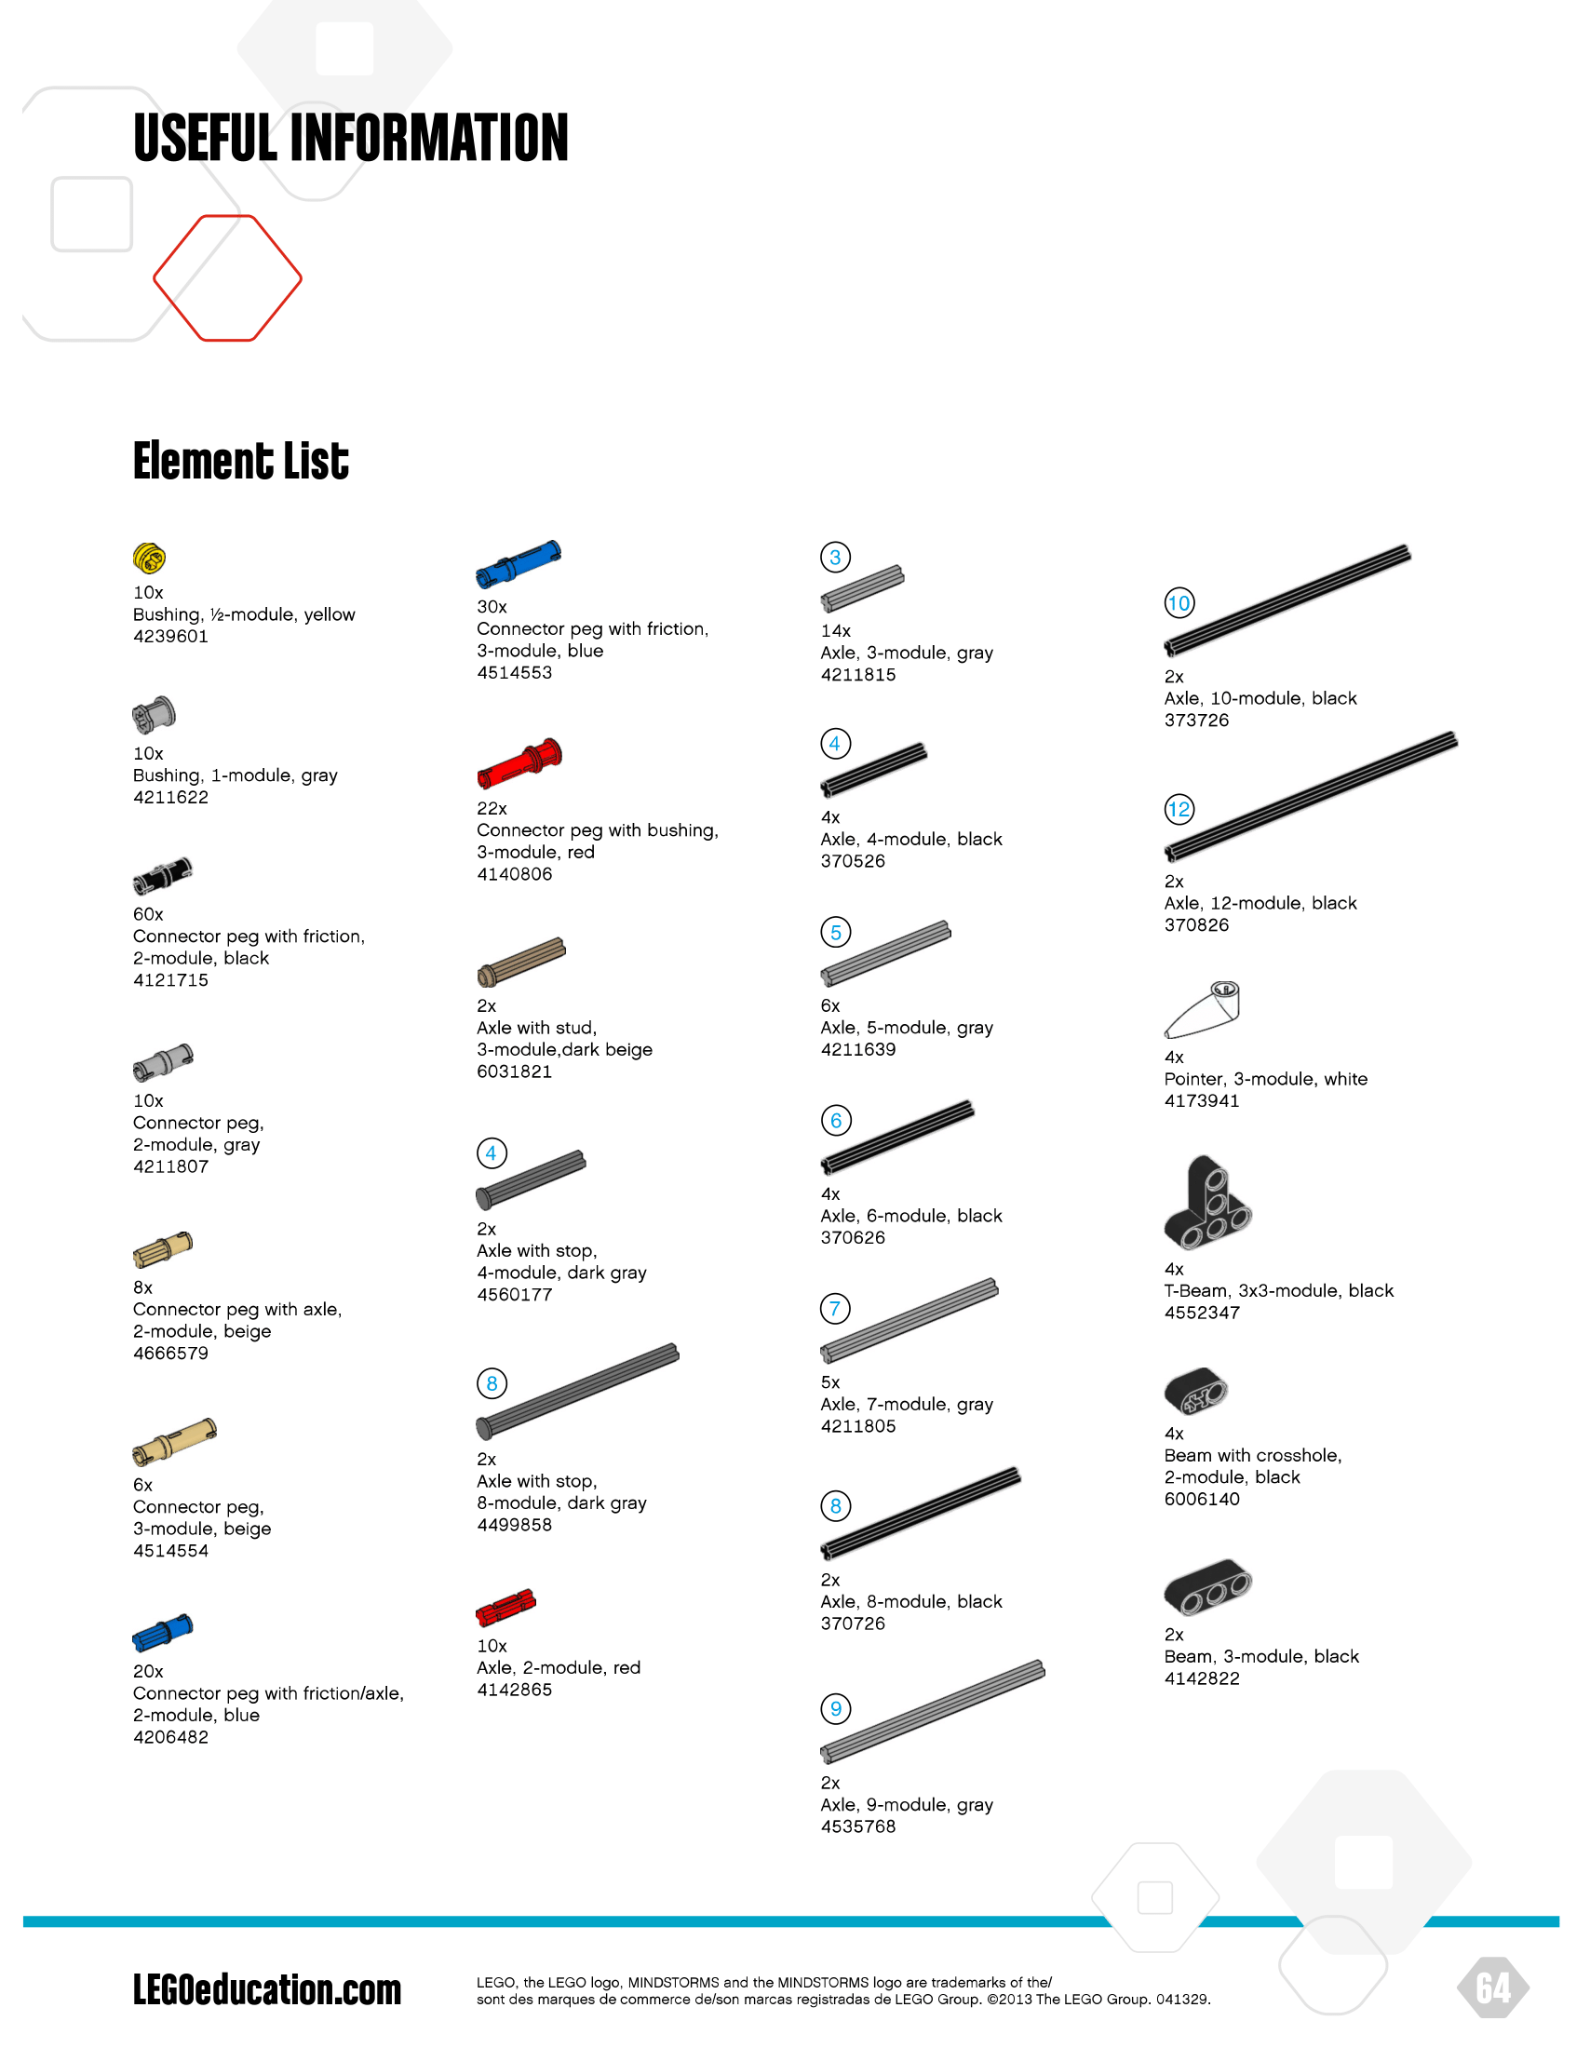 USEFUL INFORMATION
Element List
10x
Bushing, ½-module, yellow
4239601
10x
Bushing, 1-module, gray
4211622
60x
Connector peg with friction,
2-module, black
4121715
10x
Connector peg,
2-module, gray
4211807
8x
Connector peg with axle,
2-module, beige
4666579
6x
Connector peg,
3-module, beige
4514554
20x
Connector peg with friction/axle,
2-module, blue
4206482
30x
Connector peg with friction,
3-module, blue
4514553
22x
Connector peg with bushing,
3-module, red
4140806
2x
Axle with stud,
3-module,dark beige
6031821
4
2x
Axle with stop,
4-module, dark gray
4560177
8
2x
Axle with stop,
8-module, dark gray
4499858
10x
Axle, 2-module, red
4142865
3
14x
Axle, 3-module, gray
4211815
4
4x
Axle, 4-module, black
370526
5
6x
Axle, 5-module, gray
4211639
6
4x
Axle, 6-module, black
370626
7
5x
Axle, 7-module, gray
4211805
8
2x
Axle, 8-module, black
370726
9
2x
Axle, 9-module, gray
4535768
10
2x
Axle, 10-module, black
373726
12
2x
Axle, 12-module, black
370826
4x
Pointer, 3-module, white
4173941
4x
T-Beam, 3x3-module, black
4552347
4x
Beam with crosshole,
2-module, black
6006140
2x
Beam, 3-module, black
4142822
LEGOeducation.com
LEGO, the LEGO logo, MINDSTORMS and the MINDSTORMS logo are trademarks of the/
sont des marques de commerce de/son marcas registradas de LEGO Group. ©2013 The LEGO Group. 041329.
64